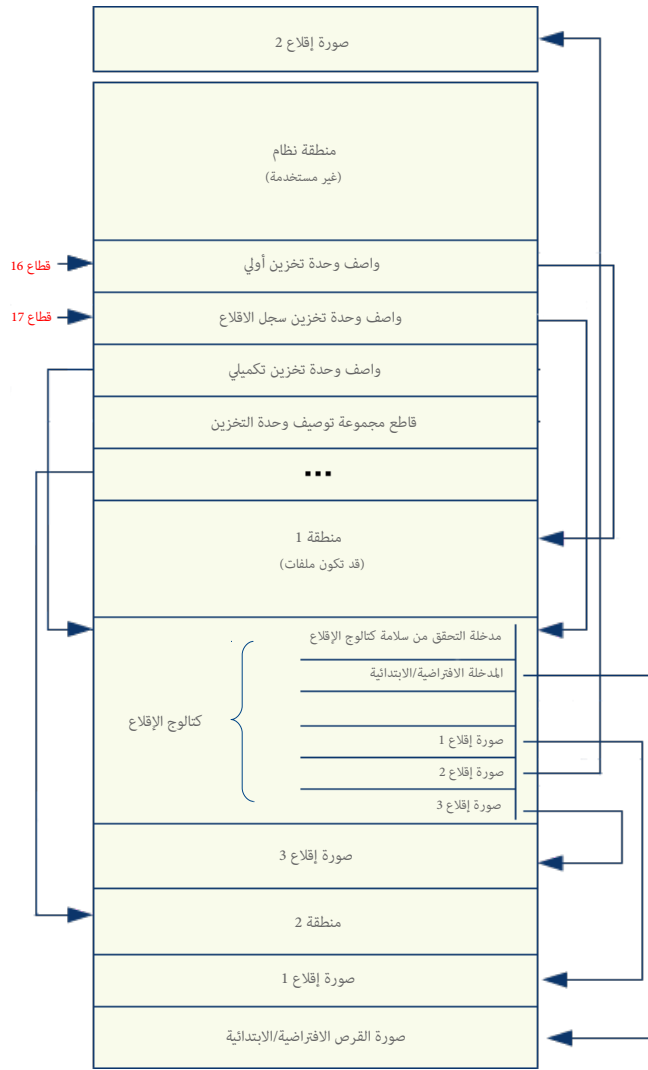 صورة إقلاع 2
منطقة نظام
(غير مستخدمة)
قطاع 16
واصف وحدة تخزين أولي
قطاع 17
واصف وحدة تخزين سجل الاقلاع
واصف وحدة تخزين تكميلي
قاطع مجموعة توصيف وحدة التخزين
...
منطقة 1
(قد تكون ملفات)
مدخلة التحقق من سلامة كتالوج الإقلاع
المدخلة الافتراضية/الابتدائية
كتالوج الإقلاع
صورة إقلاع 1
صورة إقلاع 2
صورة إقلاع 3
صورة إقلاع 3
منطقة 2
صورة إقلاع 1
صورة القرص الافتراضية/الابتدائية